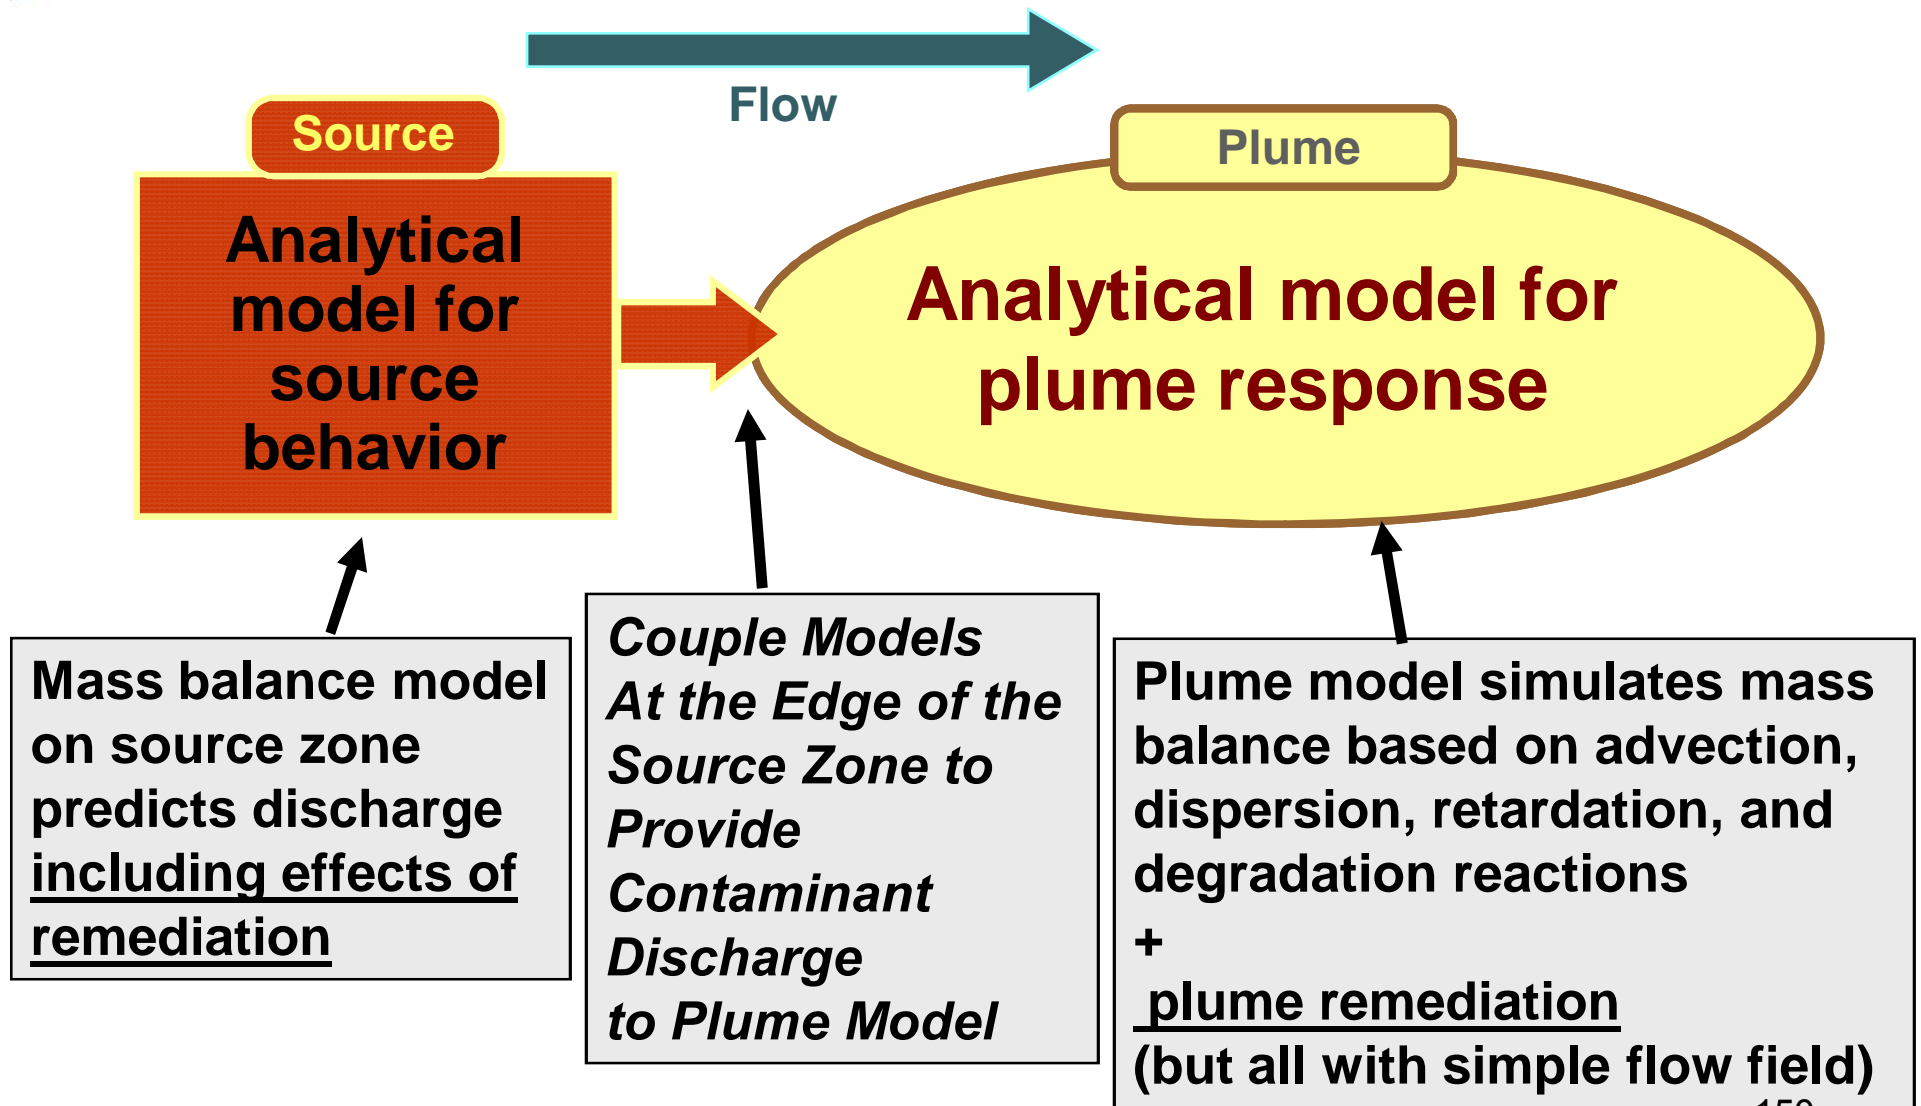 Flow
Source
Plume
Analytical
model for
source
behavior
Analytical model for
plume response
Mass balance model
on source zone
predicts discharge
including effects of
remediation
Couple Models
At the Edge of the
Source Zone to
Provide
Contaminant
Discharge
to Plume Model
Plume model simulates mass
balance based on advection,
dispersion, retardation, and
degradation reactions
+
plume remediation
(but all with simple flow field)